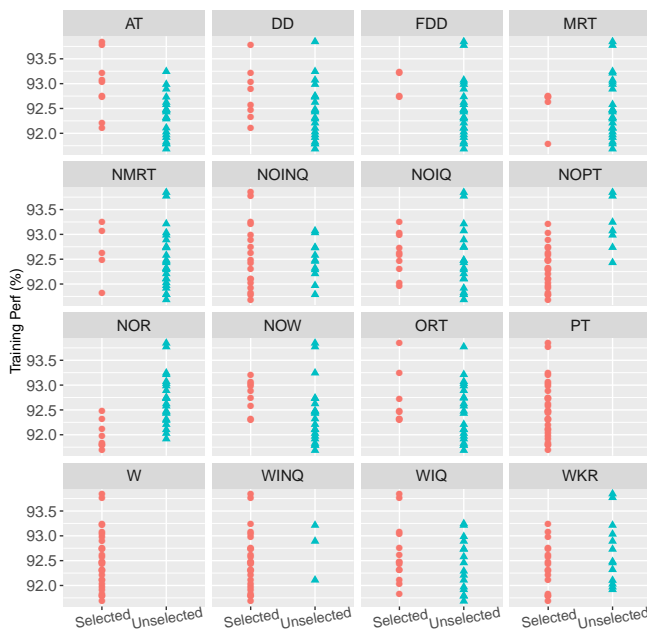 AT DD FDD MRT
93.5
93.0
92.5
92.0
NMRT NOINQ NOIQ NOPT
93.5
93.0
92.5
92.0
Training Perf (%)
NOR NOW ORT PT
93.5
93.0
92.5
92.0
W WINQ WIQ WKR
93.5
93.0
92.5
92.0
Selected Unselected Selected Unselected Selected Unselected Selected Unselected